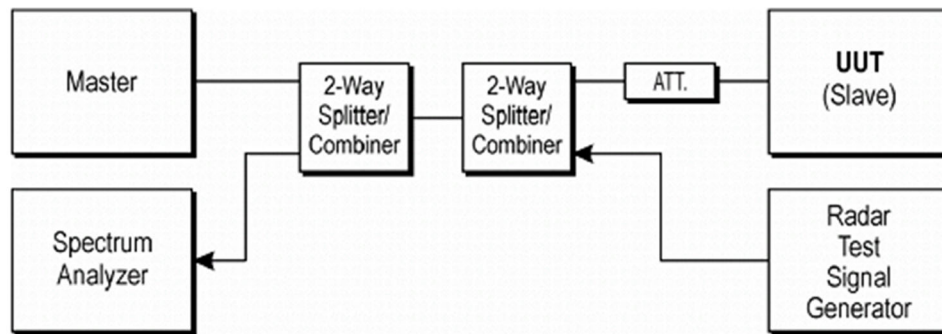 Master
2-Way
Splitter/
Combiner
2-Way
Splitter/
Combiner
ATT.
UUT
(Slave)
Spectrum
Analyzer
Radar
Test
Signal
Generator